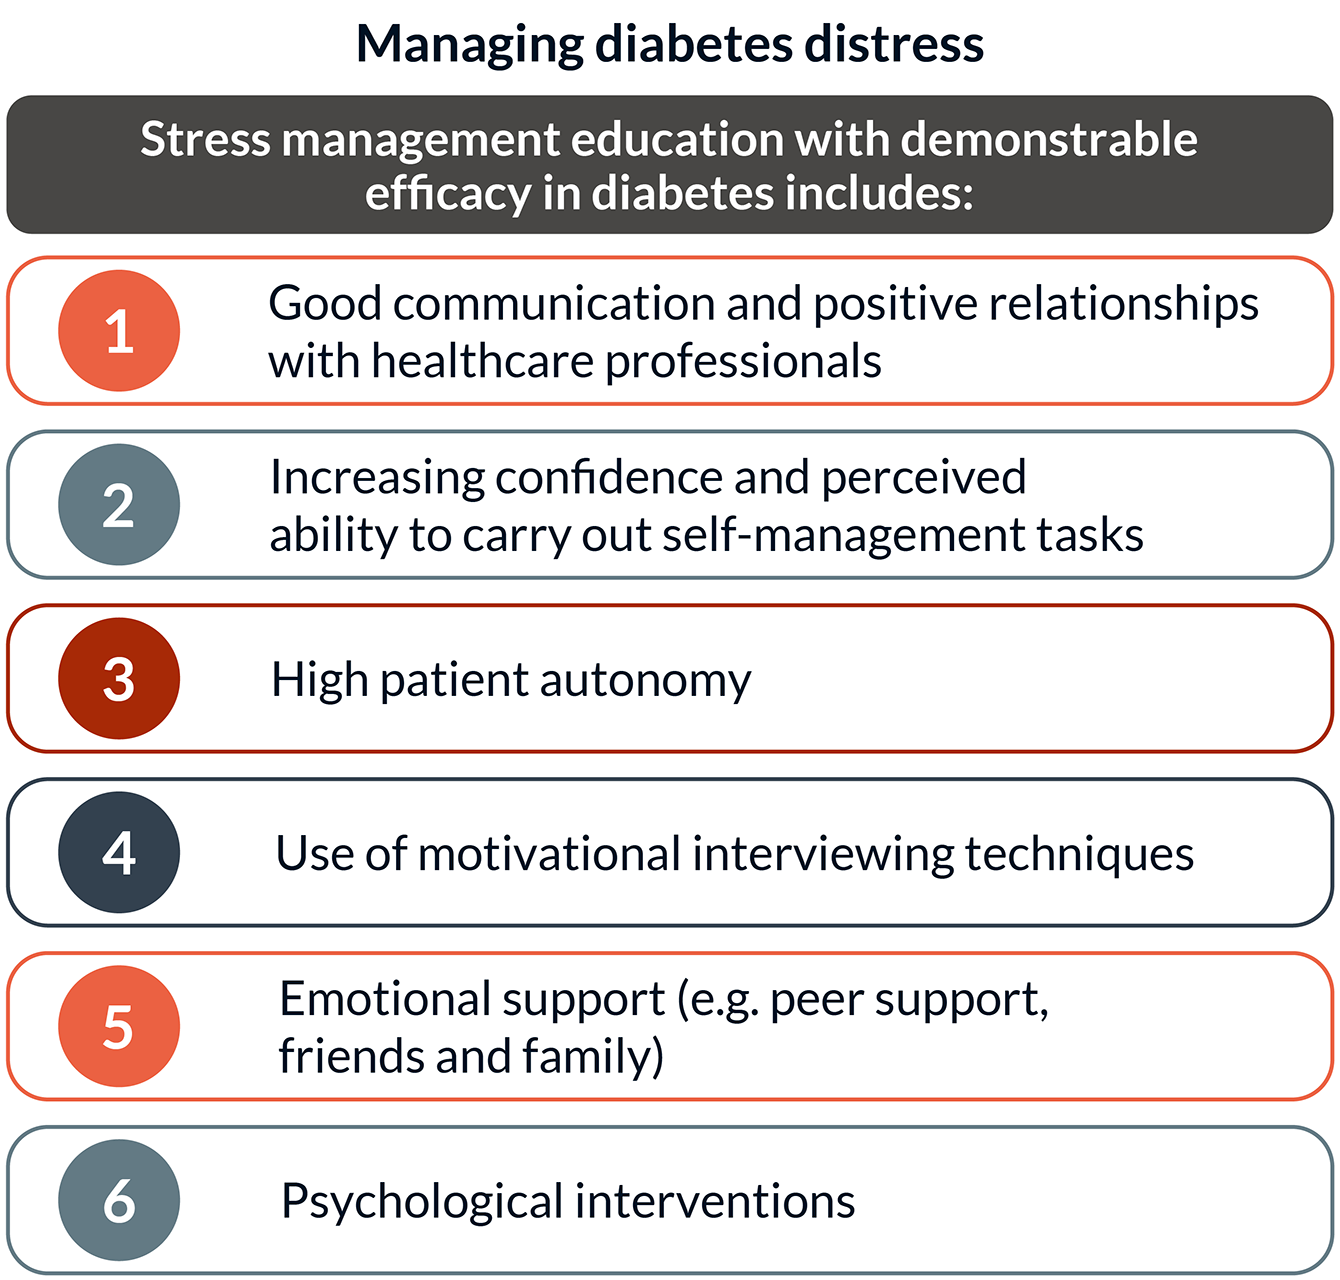 Managing diabetes distress
Stress management education with demonstrable
efficacy in diabetes includes:
1
Good communication and positive relationships
with healthcare professionals
2
Increasing confidence and perceived
ability to carry out self-management tasks
3
High patient autonomy
4
Use of motivational interviewing techniques
5
Emotional support (e.g. peer support,
friends and family)
6
Psychological interventions